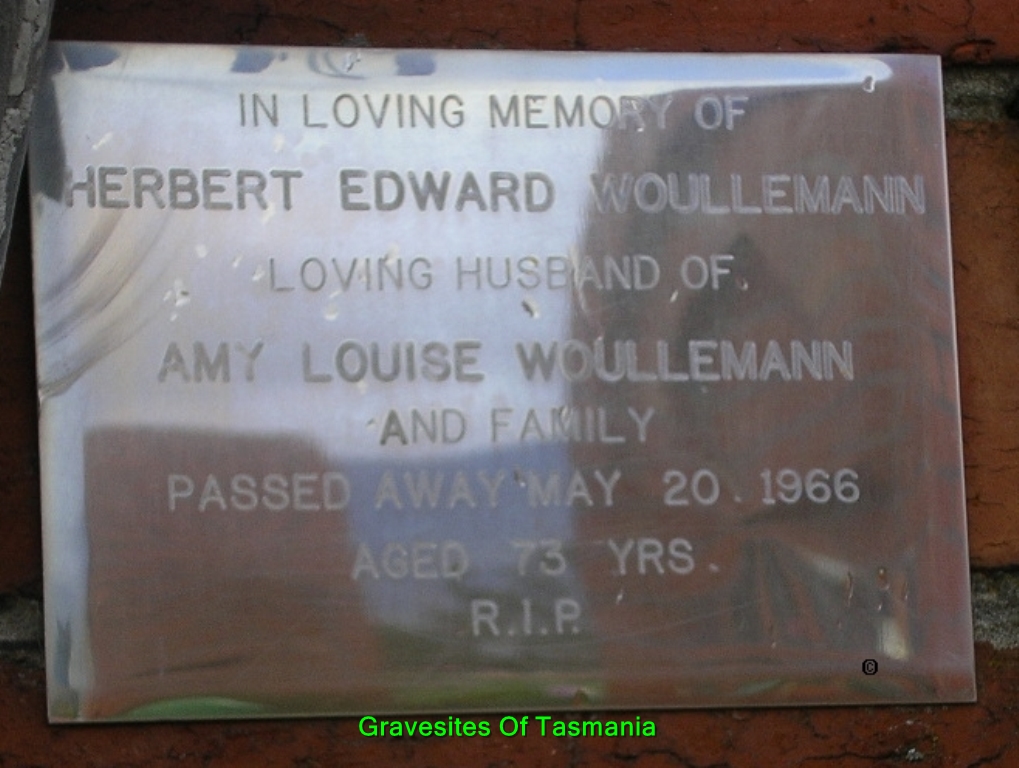 IN LOVING MEMORY OF
HERBERT EDWARD WOULLEMANN
LOVING HUSBAND OF
AMY LOUISE WOULLEMANN
AND FAMILY
PASSED AWAY MAY 20. 1966
AGED 73 YRS.
R.I.P.
©
Gravesites Of Tasmania